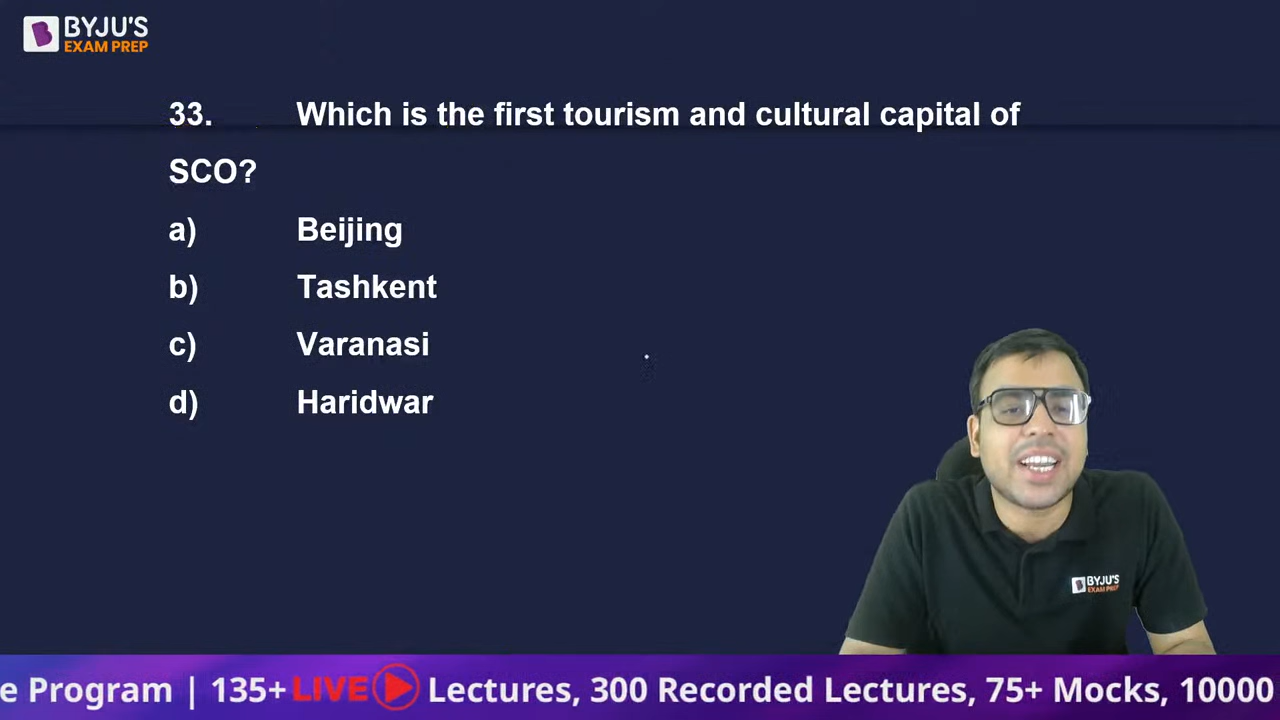 BYJU'S
EXAM PREP
33. Which is the first tourism and cultural capital of
SCO?
a) Beijing
b) Tashkent
c) Varanasi
d) Haridwar
BYJU'S
EXAM PREP
e Program | 135+ LIVE Lectures, 300 Recorded Lectures, 75+ Mocks, 10000